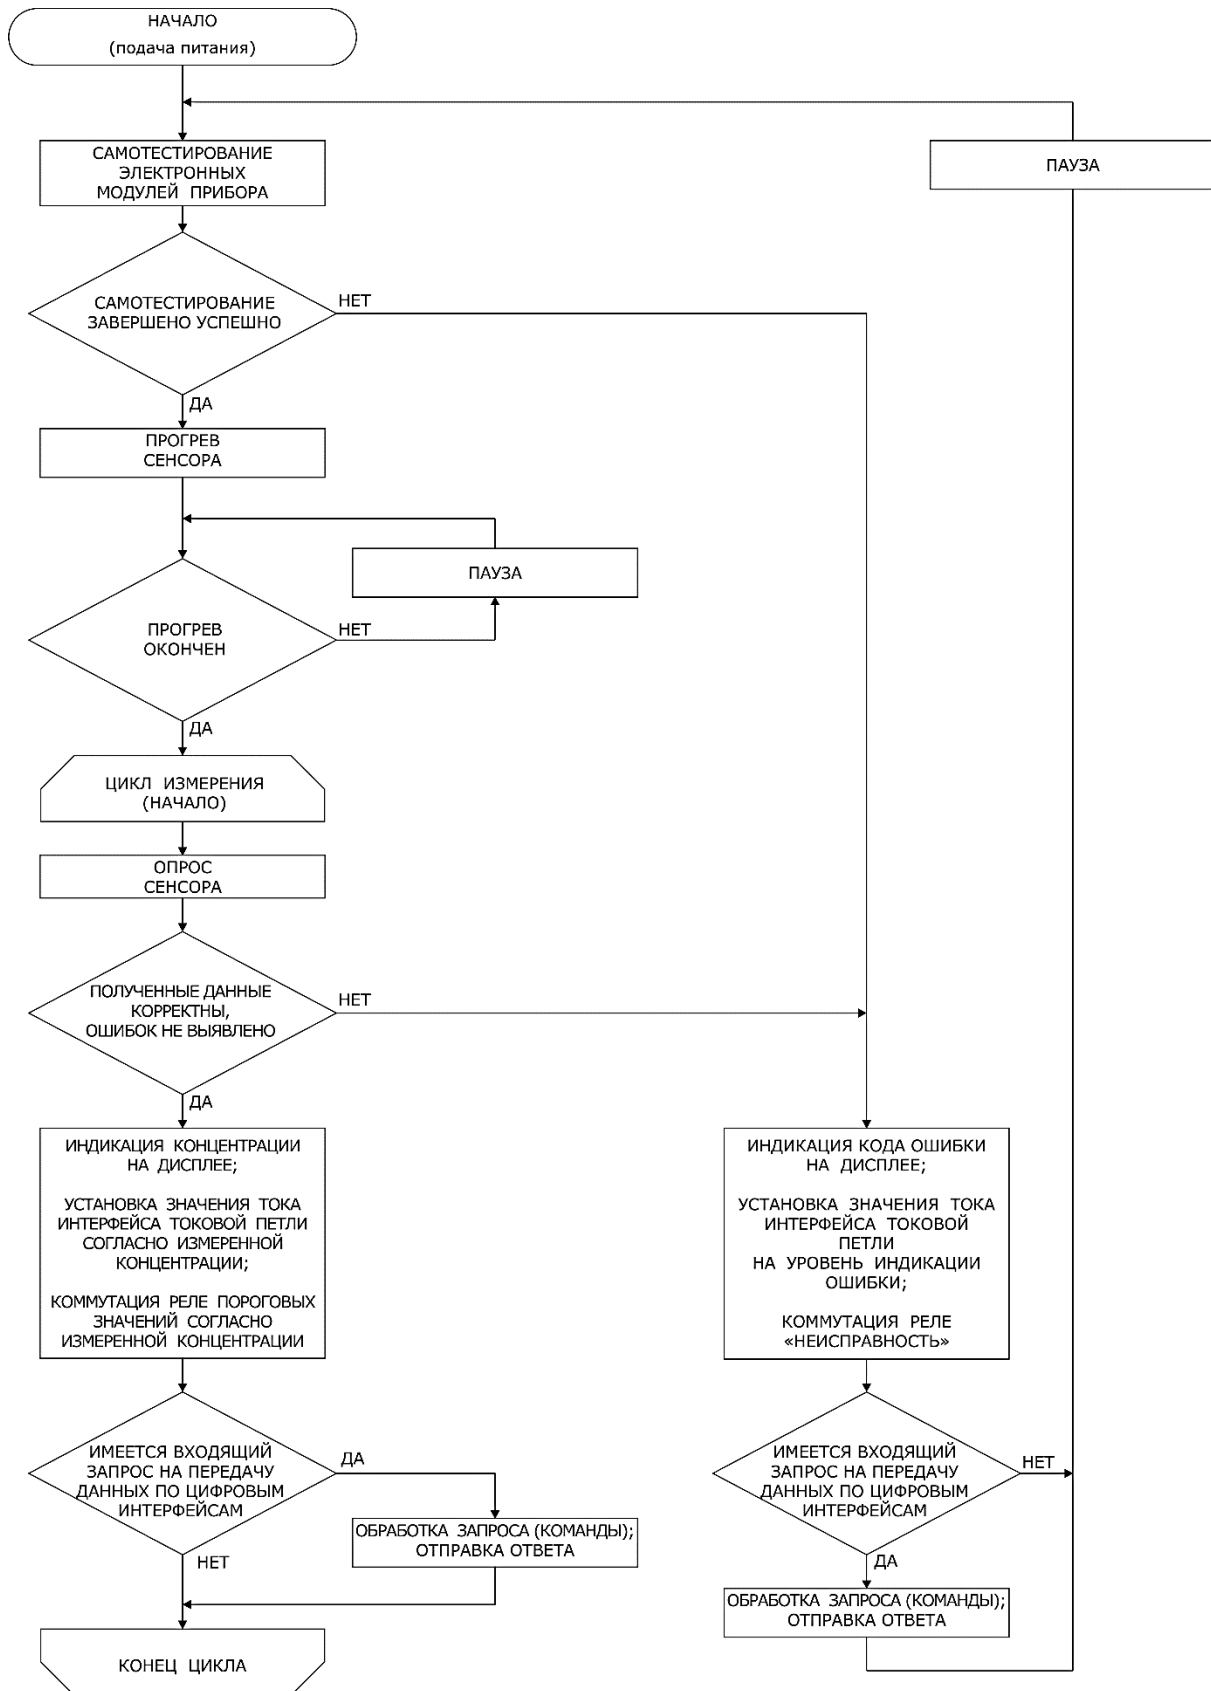 НАЧАЛО
(подача питания)
САМОТЕСТИРОВАНИЕ
ЭЛЕКТРОННЫХ
МОДУЛЕЙ ПРИБОРА
ПАУЗА
САМОТЕСТИРОВАНИЕ
ЗАВЕРШЕНО УСПЕШНО
НЕТ
ДА
ПРОГРЕВ
СЕНСОРА
ПАУЗА
ПРОГРЕВ
ОКОНЧЕН
НЕТ
ДА
ЦИКЛ ИЗМЕРЕНИЯ
(НАЧАЛО)
ОПРОС
СЕНСОРА
ПОЛУЧЕННЫЕ ДАННЫЕ
КОРРЕКТНЫ,
ОШИБОК НЕ ВЫЯВЛЕНО
НЕТ
ДА
ИНДИКАЦИЯ КОНЦЕНТРАЦИИ
НА ДИСПЛЕЕ;
УСТАНОВКА ЗНАЧЕНИЯ ТОКА
ИНТЕРФЕЙСА ТОКОВОЙ ПЕТЛИ
СОГЛАСНО ИЗМЕРЕННОЙ
КОНЦЕНТРАЦИИ;
КОММУТАЦИЯ РЕЛЕ ПОРОГОВЫХ
ЗНАЧЕНИЙ СОГЛАСНО
ИЗМЕРЕННОЙ КОНЦЕНТРАЦИИ
ИНДИКАЦИЯ КОДА ОШИБКИ
НА ДИСПЛЕЕ;
УСТАНОВКА ЗНАЧЕНИЯ ТОКА
ИНТЕРФЕЙСА ТОКОВОЙ
ПЕТЛИ
НА УРОВЕНЬ ИНДИКАЦИИ
ОШИБКИ;
КОММУТАЦИЯ РЕЛЕ
«НЕИСПРАВНОСТЬ»
ИМЕЕТСЯ ВХОДЯЩИЙ
ЗАПРОС НА ПЕРЕДАЧУ
ДАННЫХ ПО ЦИФРОВЫМ
ИНТЕРФЕЙСАМ
ДА
НЕТ
ОБРАБОТКА ЗАПРОСА (КОМАНДЫ);
ОТПРАВКА ОТВЕТА
ИМЕЕТСЯ ВХОДЯЩИЙ
ЗАПРОС НА ПЕРЕДАЧУ
ДАННЫХ ПО ЦИФРОВЫМ
ИНТЕРФЕЙСАМ
НЕТ
ДА
ОБРАБОТКА ЗАПРОСА (КОМАНДЫ);
ОТПРАВКА ОТВЕТА
КОНЕЦ ЦИКЛА